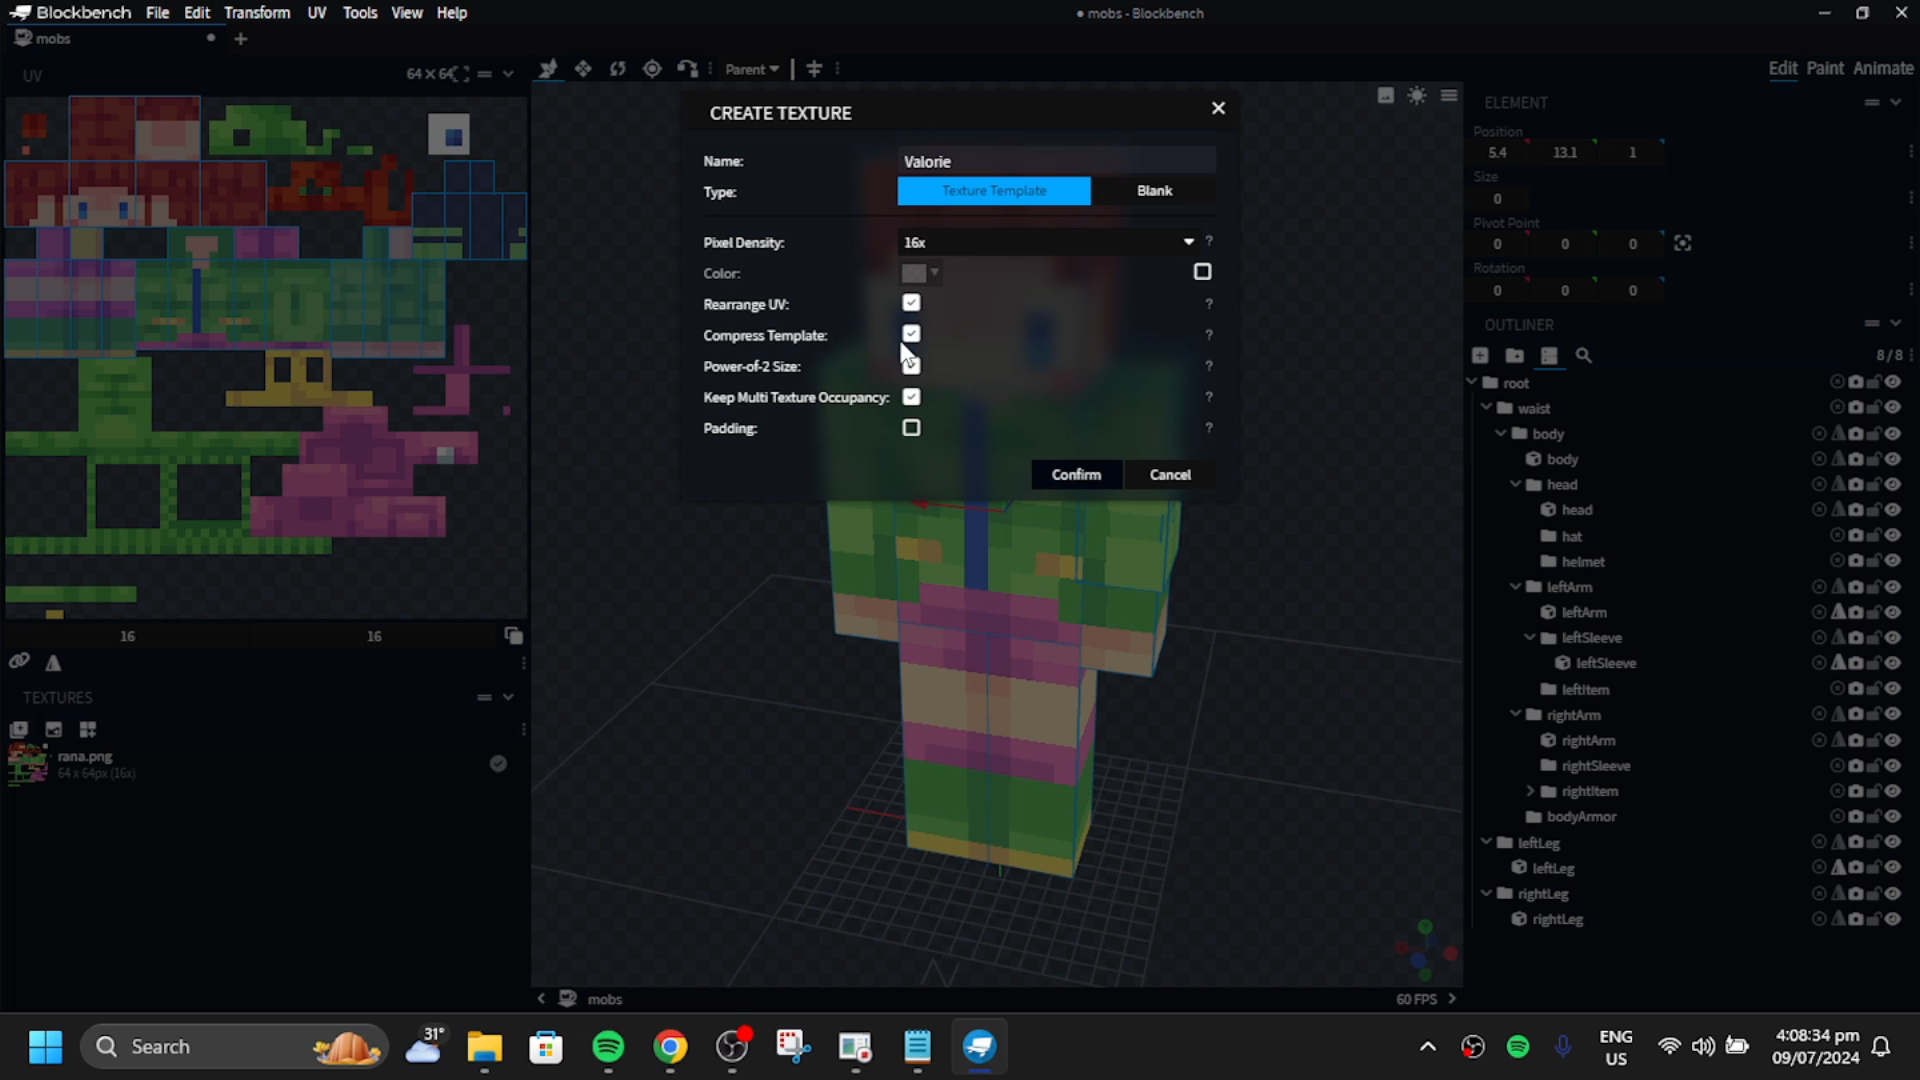 Blockbench File Edit Transform UV Tools View Help
mobs - Blockbench
mobs
UV
64×64
Parent
Edit Paint Animate
CREATE TEXTURE
Name:
Valorie
Type:
Texture Template
Blank
Pixel Density:
16x
?
Color:
Rearrange UV:
?
Compress Template:
?
Power-of-2 Size:
?
Keep Multi Texture Occupancy:
?
Padding:
?
Confirm
Cancel
ELEMENT
Position
5.4 13.1 1
Size
0
Pivot Point
0 0 0
Rotation
0 0 0
OUTLINER
8/8
root
waist
body
body
head
head
hat
helmet
leftArm
leftArm
leftSleeve
leftSleeve
leftItem
rightArm
rightArm
rightSleeve
rightItem
bodyArmor
leftLeg
leftLeg
rightLeg
rightLeg
16 16
TEXTURES
rana.png
64 x 64px (16x)
mobs
60 FPS
Search
31°
ENG
US
4:08:34 pm
09/07/2024